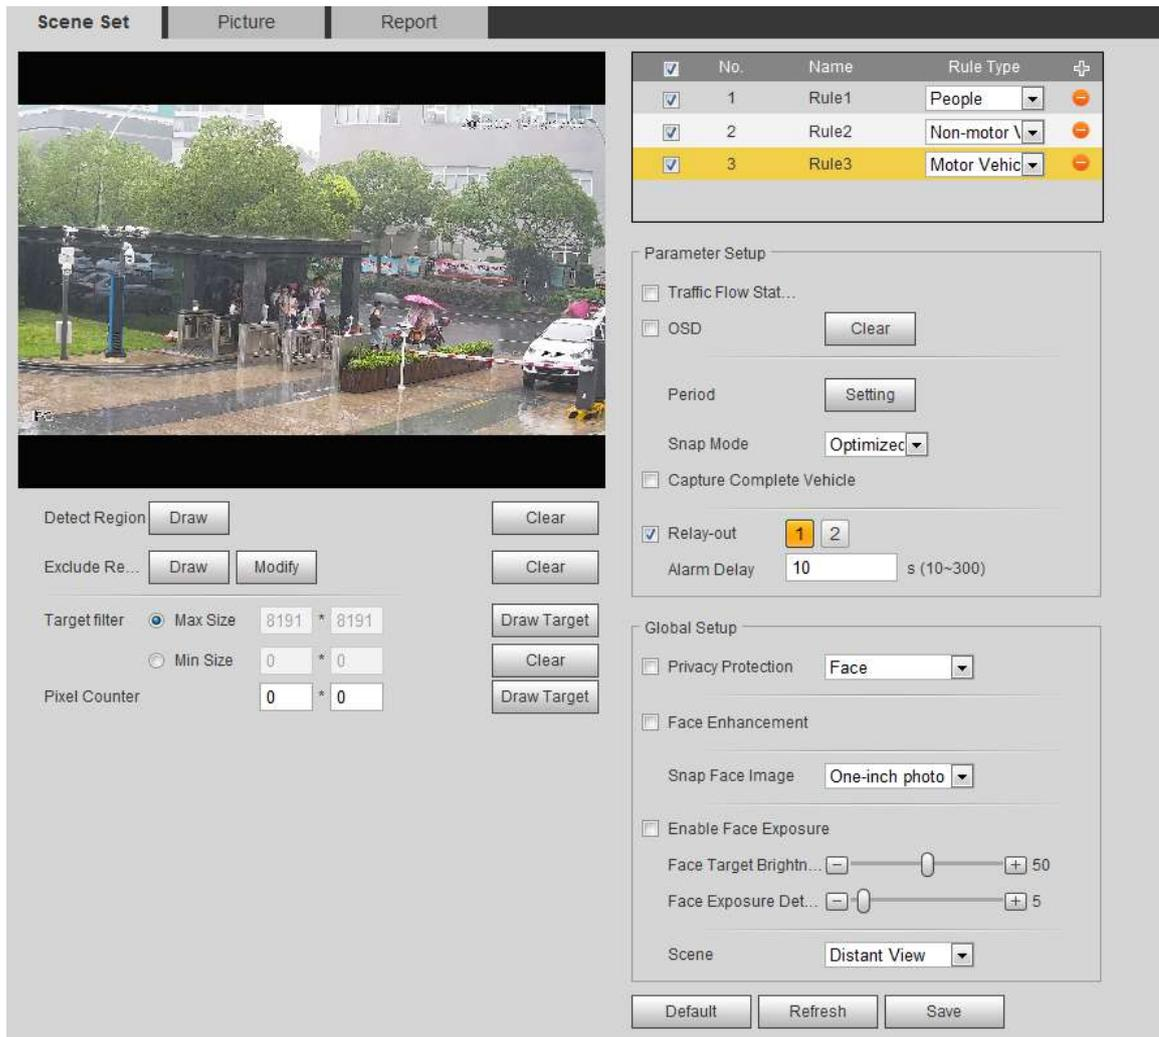 Scene Set Picture Report
No. Name Rule Type
1 Rule1 People
2 Rule2 Non-motor V
3 Rule3 Motor Vehic
Parameter Setup
Traffic Flow Stat...
OSD Clear
Period Setting
Snap Mode Optimized
Capture Complete Vehicle
Relay-out 1 2
Alarm Delay 10 s (10~300)
Detect Region Draw Clear
Exclude Re... Draw Modify Clear
Target filter Max Size 8191 * 8191 Draw Target
Min Size 0 * 0 Clear
Pixel Counter 0 * 0 Draw Target
Global Setup
Privacy Protection Face
Face Enhancement
Snap Face Image One-inch photo
Enable Face Exposure
Face Target Brightn... 50
Face Exposure Det... 5
Scene Distant View
Default Refresh Save